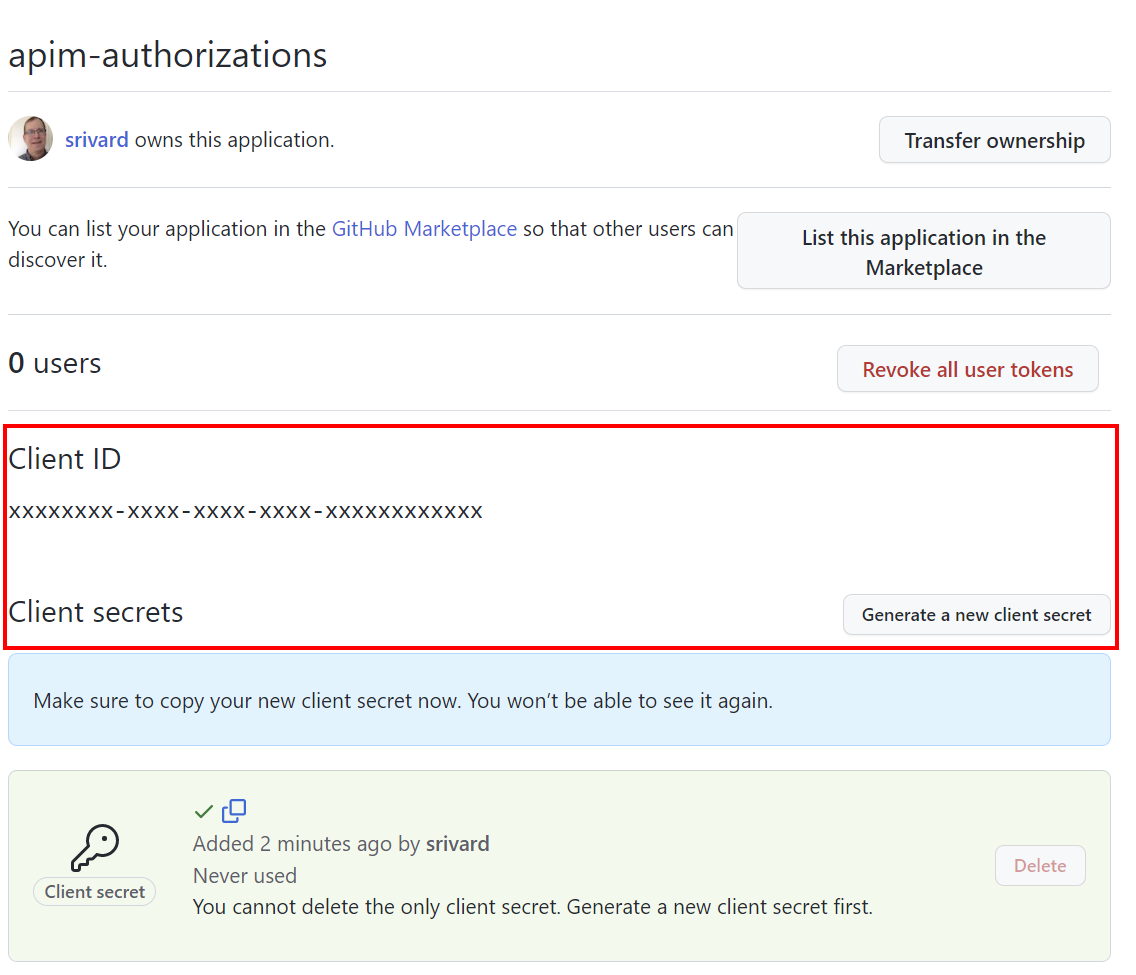 apim-authorizations
srivard owns this application.
Transfer ownership
You can list your application in the GitHub Marketplace so that other users can
discover it.
List this application in the
Marketplace
0 users
Revoke all user tokens
Client ID
xxxxxxxx-xxxx-xxxx-xxxx-xxxxxxxxxxxx
Client secrets
Generate a new client secret
Make sure to copy your new client secret now. You won’t be able to see it again.
Client secret
Added 2 minutes ago by srivard
Never used
You cannot delete the only client secret. Generate a new client secret first.
Delete